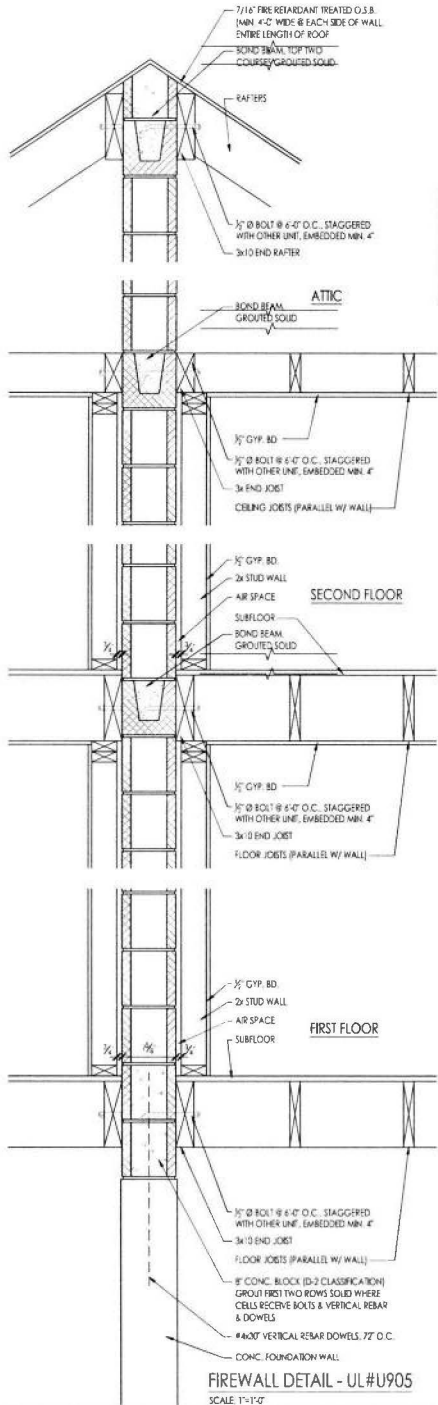 7/16" FIRE RETARDANT TREATED O.S.B.
(MIN. 4'-0" WIDE @ EACH SIDE OF WALL
ENTIRE LENGTH OF ROOF
BOND BEAM, TOP TWO
COURSES GROUTED SOLID
RAFTERS
½" Ø BOLT @ 6'-0" O.C., STAGGERED
WITH OTHER UNIT, EMBEDDED MIN. 4"
3x10 END RAFTER
ATTIC
BOND BEAM,
GROUTED SOLID
½" GYP. BD
½" Ø BOLT @ 6'-0" O.C., STAGGERED
WITH OTHER UNIT, EMBEDDED MIN. 4"
3x END JOIST
CEILING JOISTS (PARALLEL W/ WALL)
½" GYP. BD.
2x STUD WALL
AIR SPACE
SECOND FLOOR
SUBFLOOR
BOND BEAM,
GROUTED SOLID
½" GYP. BD
½" Ø BOLT @ 6'-0" O.C., STAGGERED
WITH OTHER UNIT, EMBEDDED MIN. 4"
3x10 END JOIST
FLOOR JOISTS (PARALLEL W/ WALL)
½" GYP. BD.
2x STUD WALL
AIR SPACE
FIRST FLOOR
SUBFLOOR
½" Ø BOLT @ 6'-0" O.C., STAGGERED
WITH OTHER UNIT, EMBEDDED MIN. 4"
3x10 END JOIST
FLOOR JOISTS (PARALLEL W/ WALL)
8" CONC. BLOCK (D-2 CLASSIFICATION)
GROUT FIRST TWO ROWS SOLID WHERE
CELLS RECEIVE BOLTS & VERTICAL REBAR
& DOWELS
#4x30" VERTICAL REBAR DOWELS, 72" O.C.
CONC. FOUNDATION WALL
FIREWALL DETAIL - UL#U905
SCALE: 1"=1'-0"